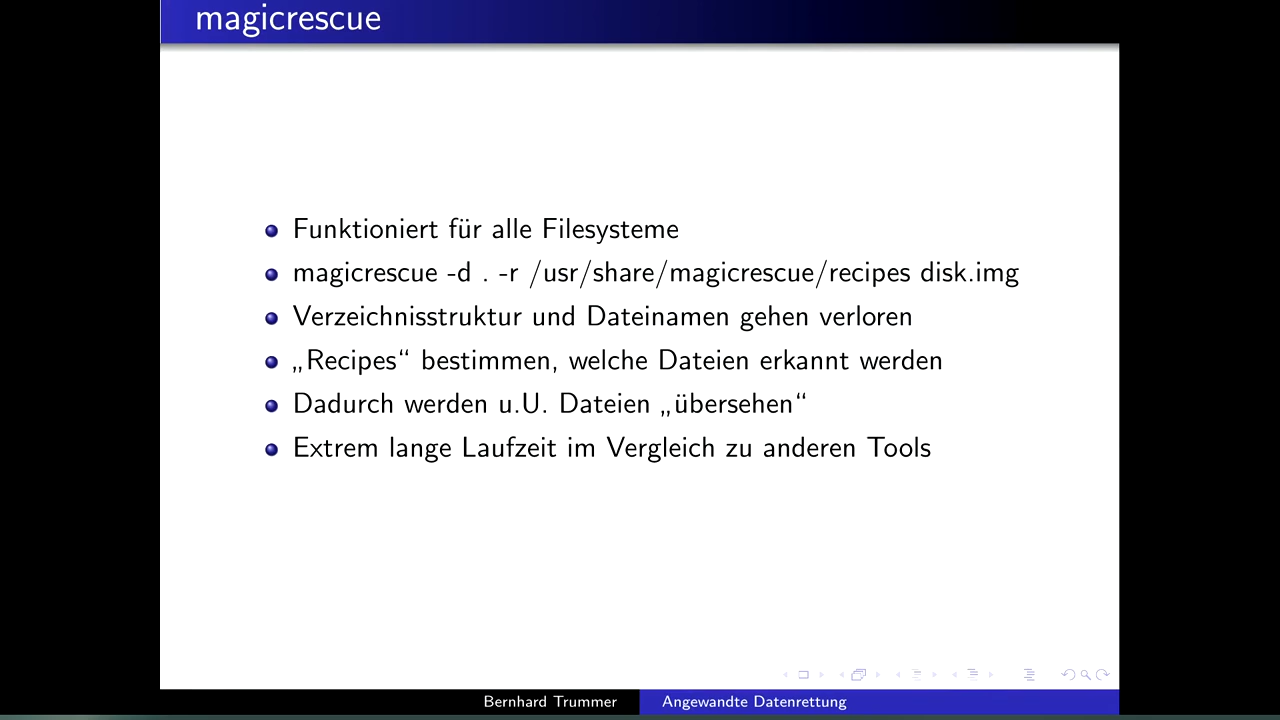 magicrescue
Funktioniert für alle Filesysteme
magicrescue -d . -r /usr/share/magicrescue/recipes disk.img
Verzeichnisstruktur und Dateinamen gehen verloren
„Recipes“ bestimmen, welche Dateien erkannt werden
Dadurch werden u.U. Dateien „übersehen“
Extrem lange Laufzeit im Vergleich zu anderen Tools
Bernhard Trummer
Angewandte Datenrettung